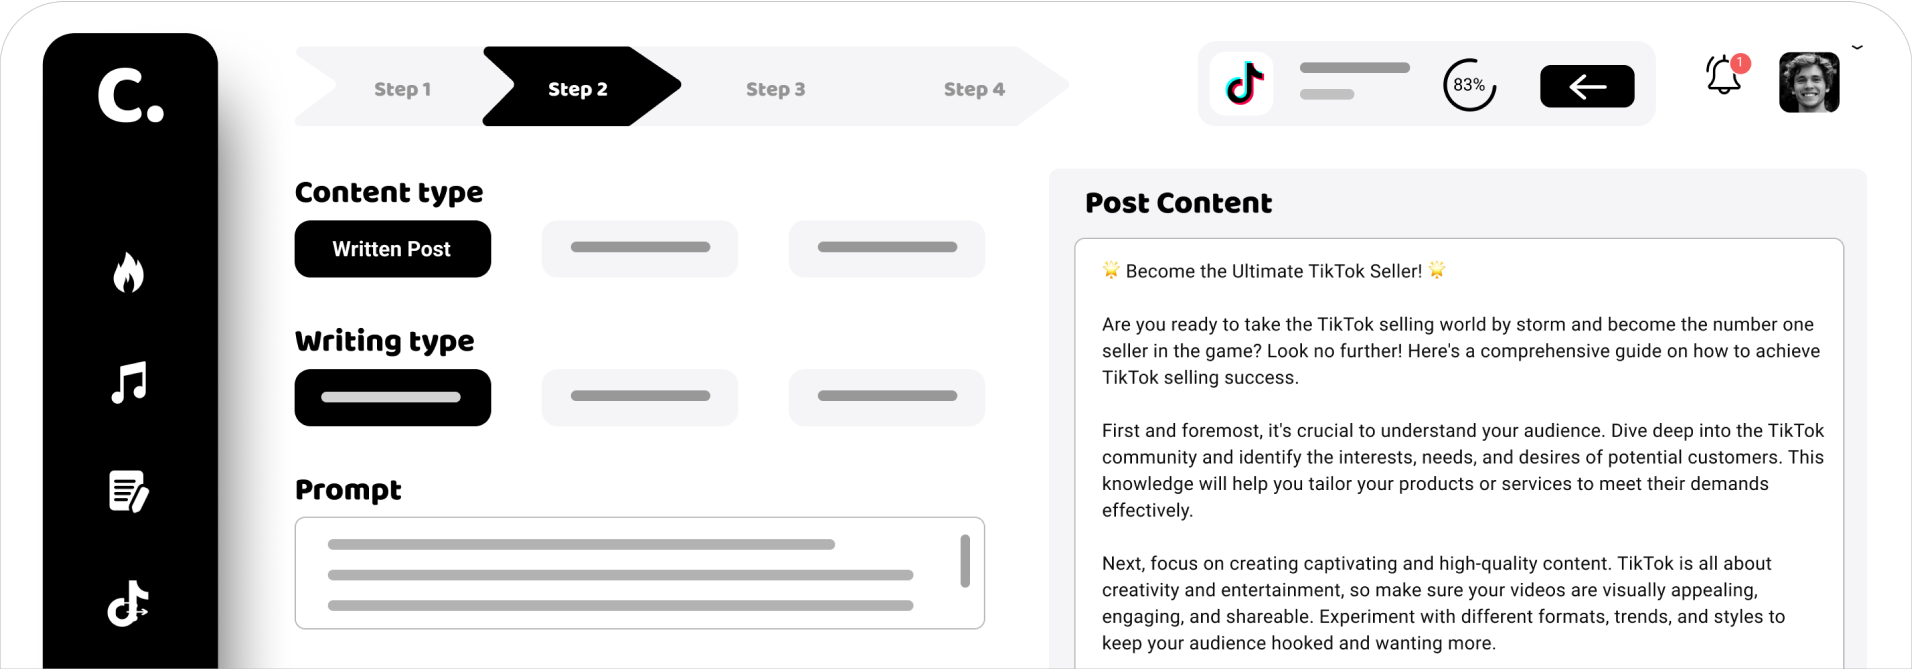 C.
Step 1
Step 2
Step 3
Step 4
83%
1
Content type
Written Post
Writing type
Prompt
Post Content
🌟 Become the Ultimate TikTok Seller! 🌟
Are you ready to take the TikTok selling world by storm and become the number one
seller in the game? Look no further! Here's a comprehensive guide on how to achieve
TikTok selling success.
First and foremost, it's crucial to understand your audience. Dive deep into the TikTok
community and identify the interests, needs, and desires of potential customers. This
knowledge will help you tailor your products or services to meet their demands
effectively.
Next, focus on creating captivating and high-quality content. TikTok is all about
creativity and entertainment, so make sure your videos are visually appealing,
engaging, and shareable. Experiment with different formats, trends, and styles to
keep your audience hooked and wanting more.